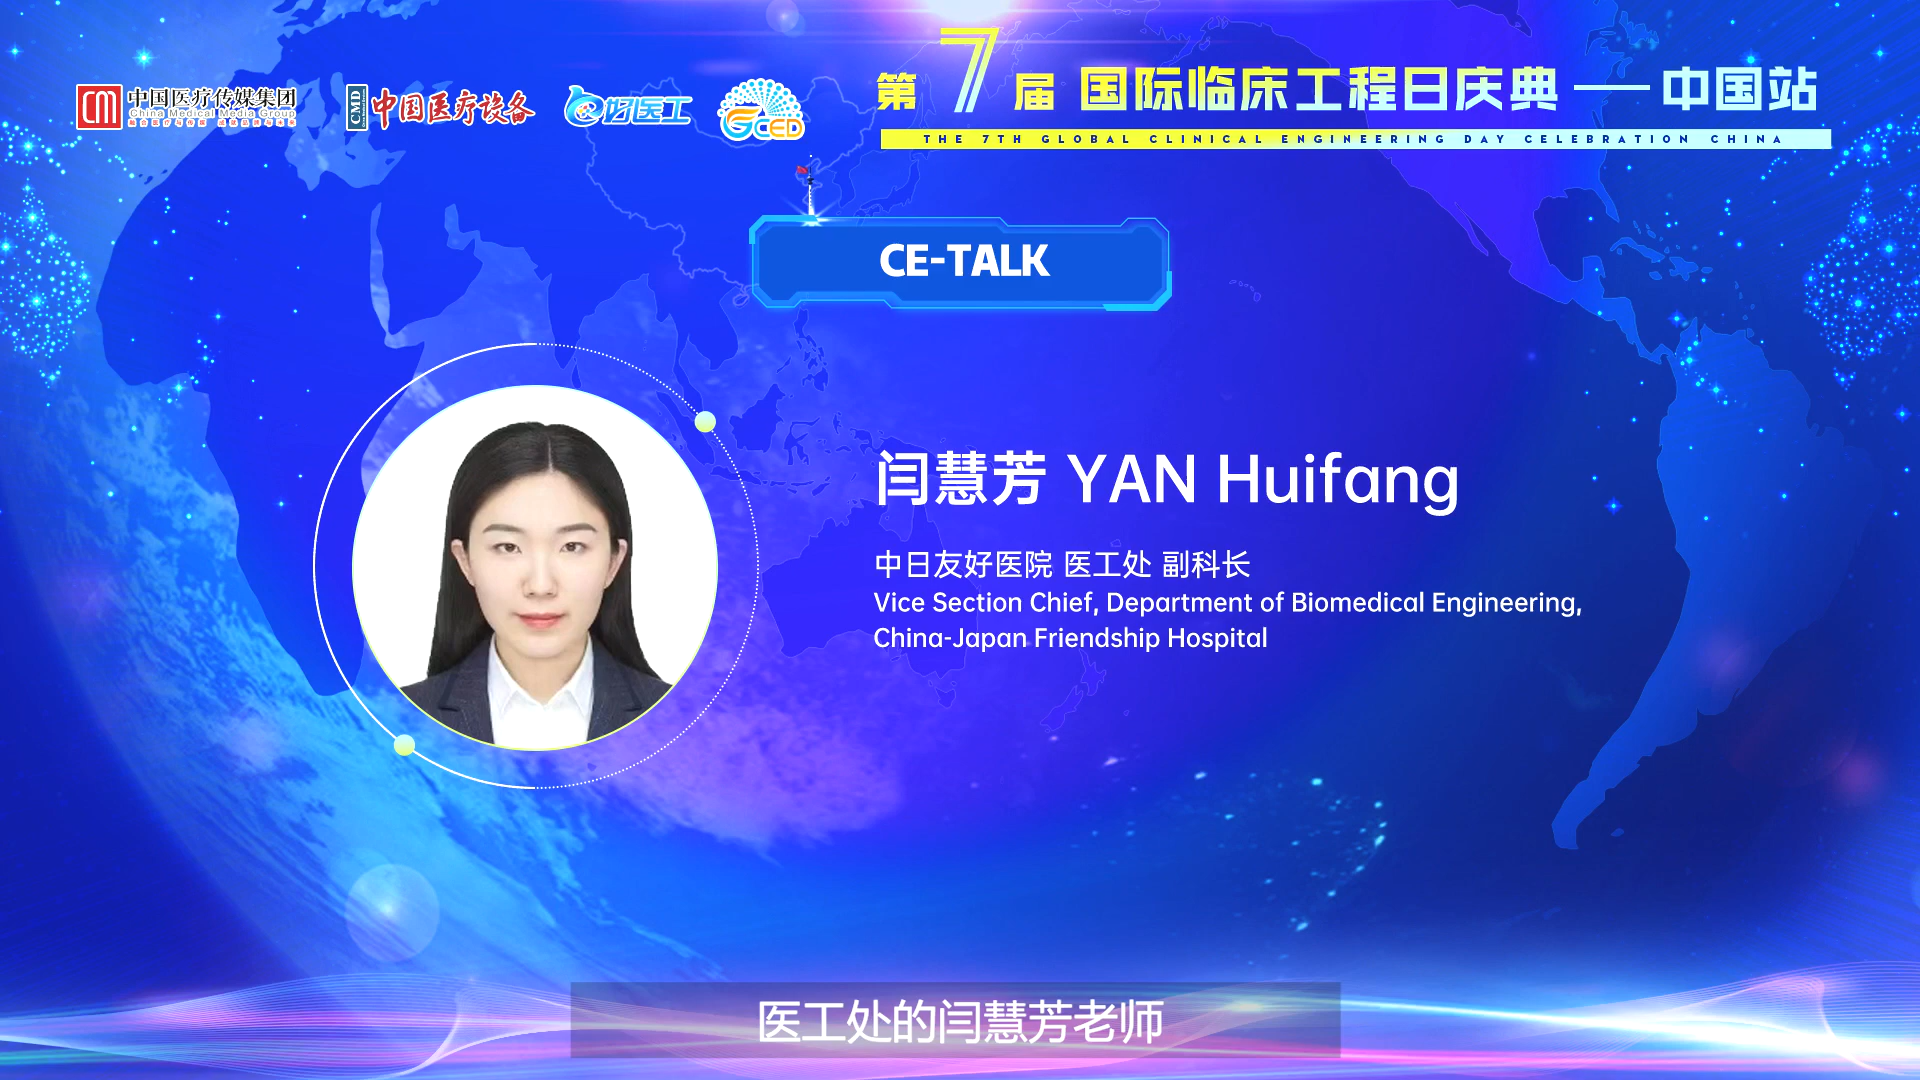 中国医疗传媒集团
China Medical Media Group
CMD
中国医疗设备
好医工
GCED
第7届 国际临床工程日庆典——中国站
THE 7TH GLOBAL CLINICAL ENGINEERING DAY CELEBRATION CHINA
CE-TALK
闫慧芳 YAN Huifang
中日友好医院 医工处 副科长
Vice Section Chief, Department of Biomedical Engineering,
China-Japan Friendship Hospital
医工处的闫慧芳老师